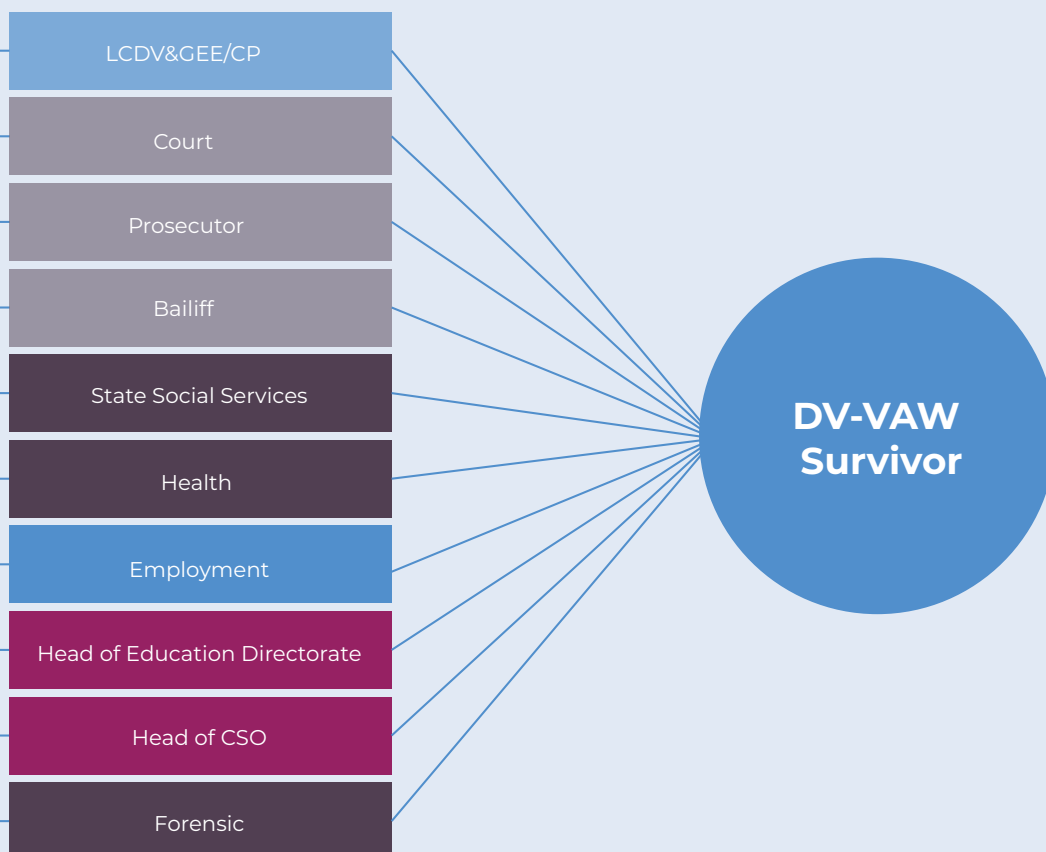 LCDV&GEE/CP
Court
Prosecutor
Bailiff
State Social Services
Health
Employment
Head of Education Directorate
Head of CSO
Forensic
DV-VAW
Survivor